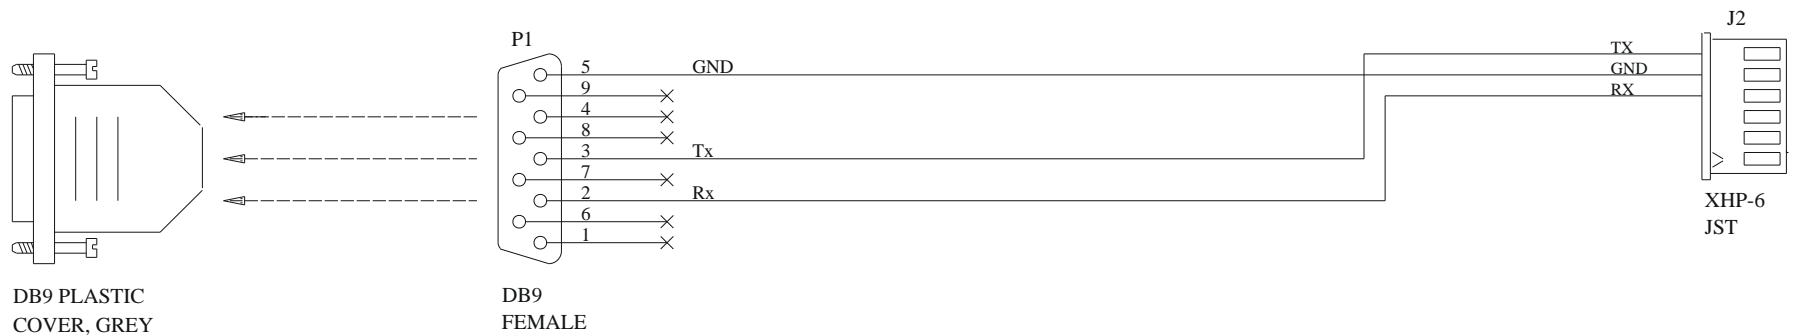 J2
P1
TX
5 GND
GND
9
RX
4
8
3 Tx
7
2 Rx
6
1
XHP-6
JST
DB9 PLASTIC
COVER, GREY
DB9
FEMALE